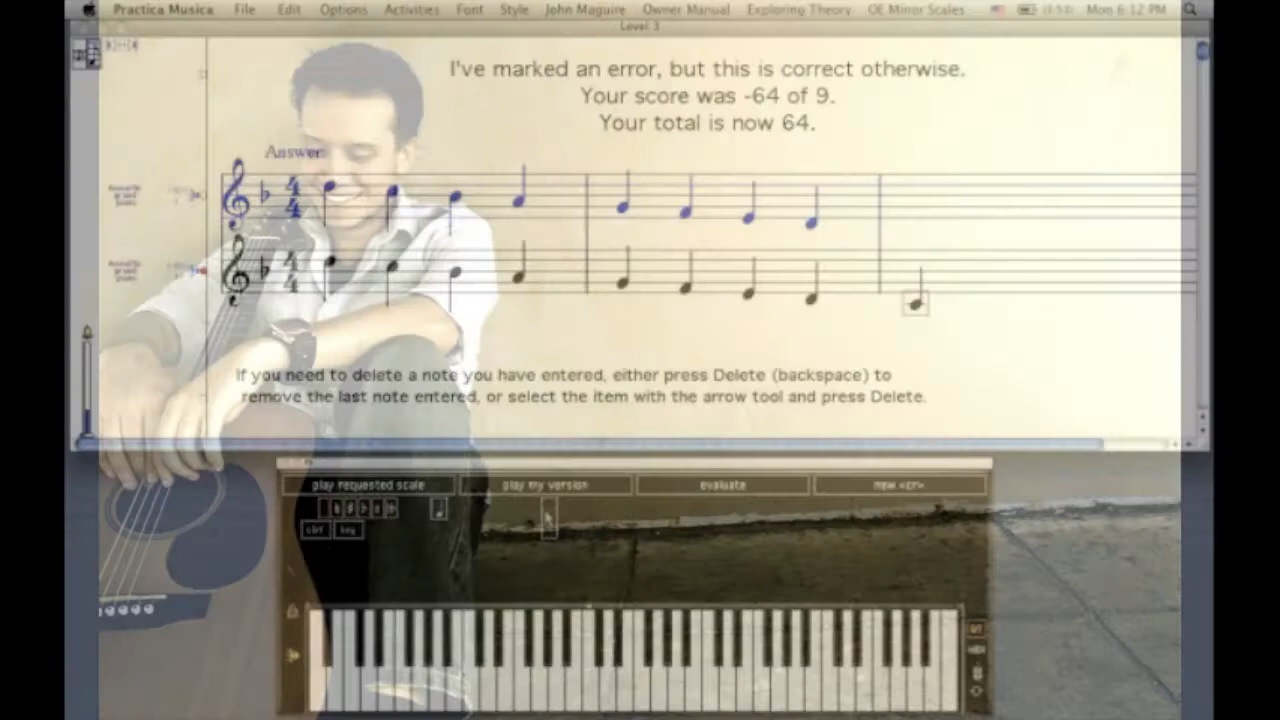 Practica Musica File Edit Options Activities Font Style John Maguire Owner Manual Exploring Theory OE Minor Scales Mon 6:12 PM
Level 3
I've marked an error, but this is correct otherwise.
Your score was -64 of 9.
Your total is now 64.
Answer:
If you need to delete a note you have entered, either press Delete (backspace) to
remove the last note entered, or select the item with the arrow tool and press Delete.
play requested scale play my version evaluate new <cr>
clef key